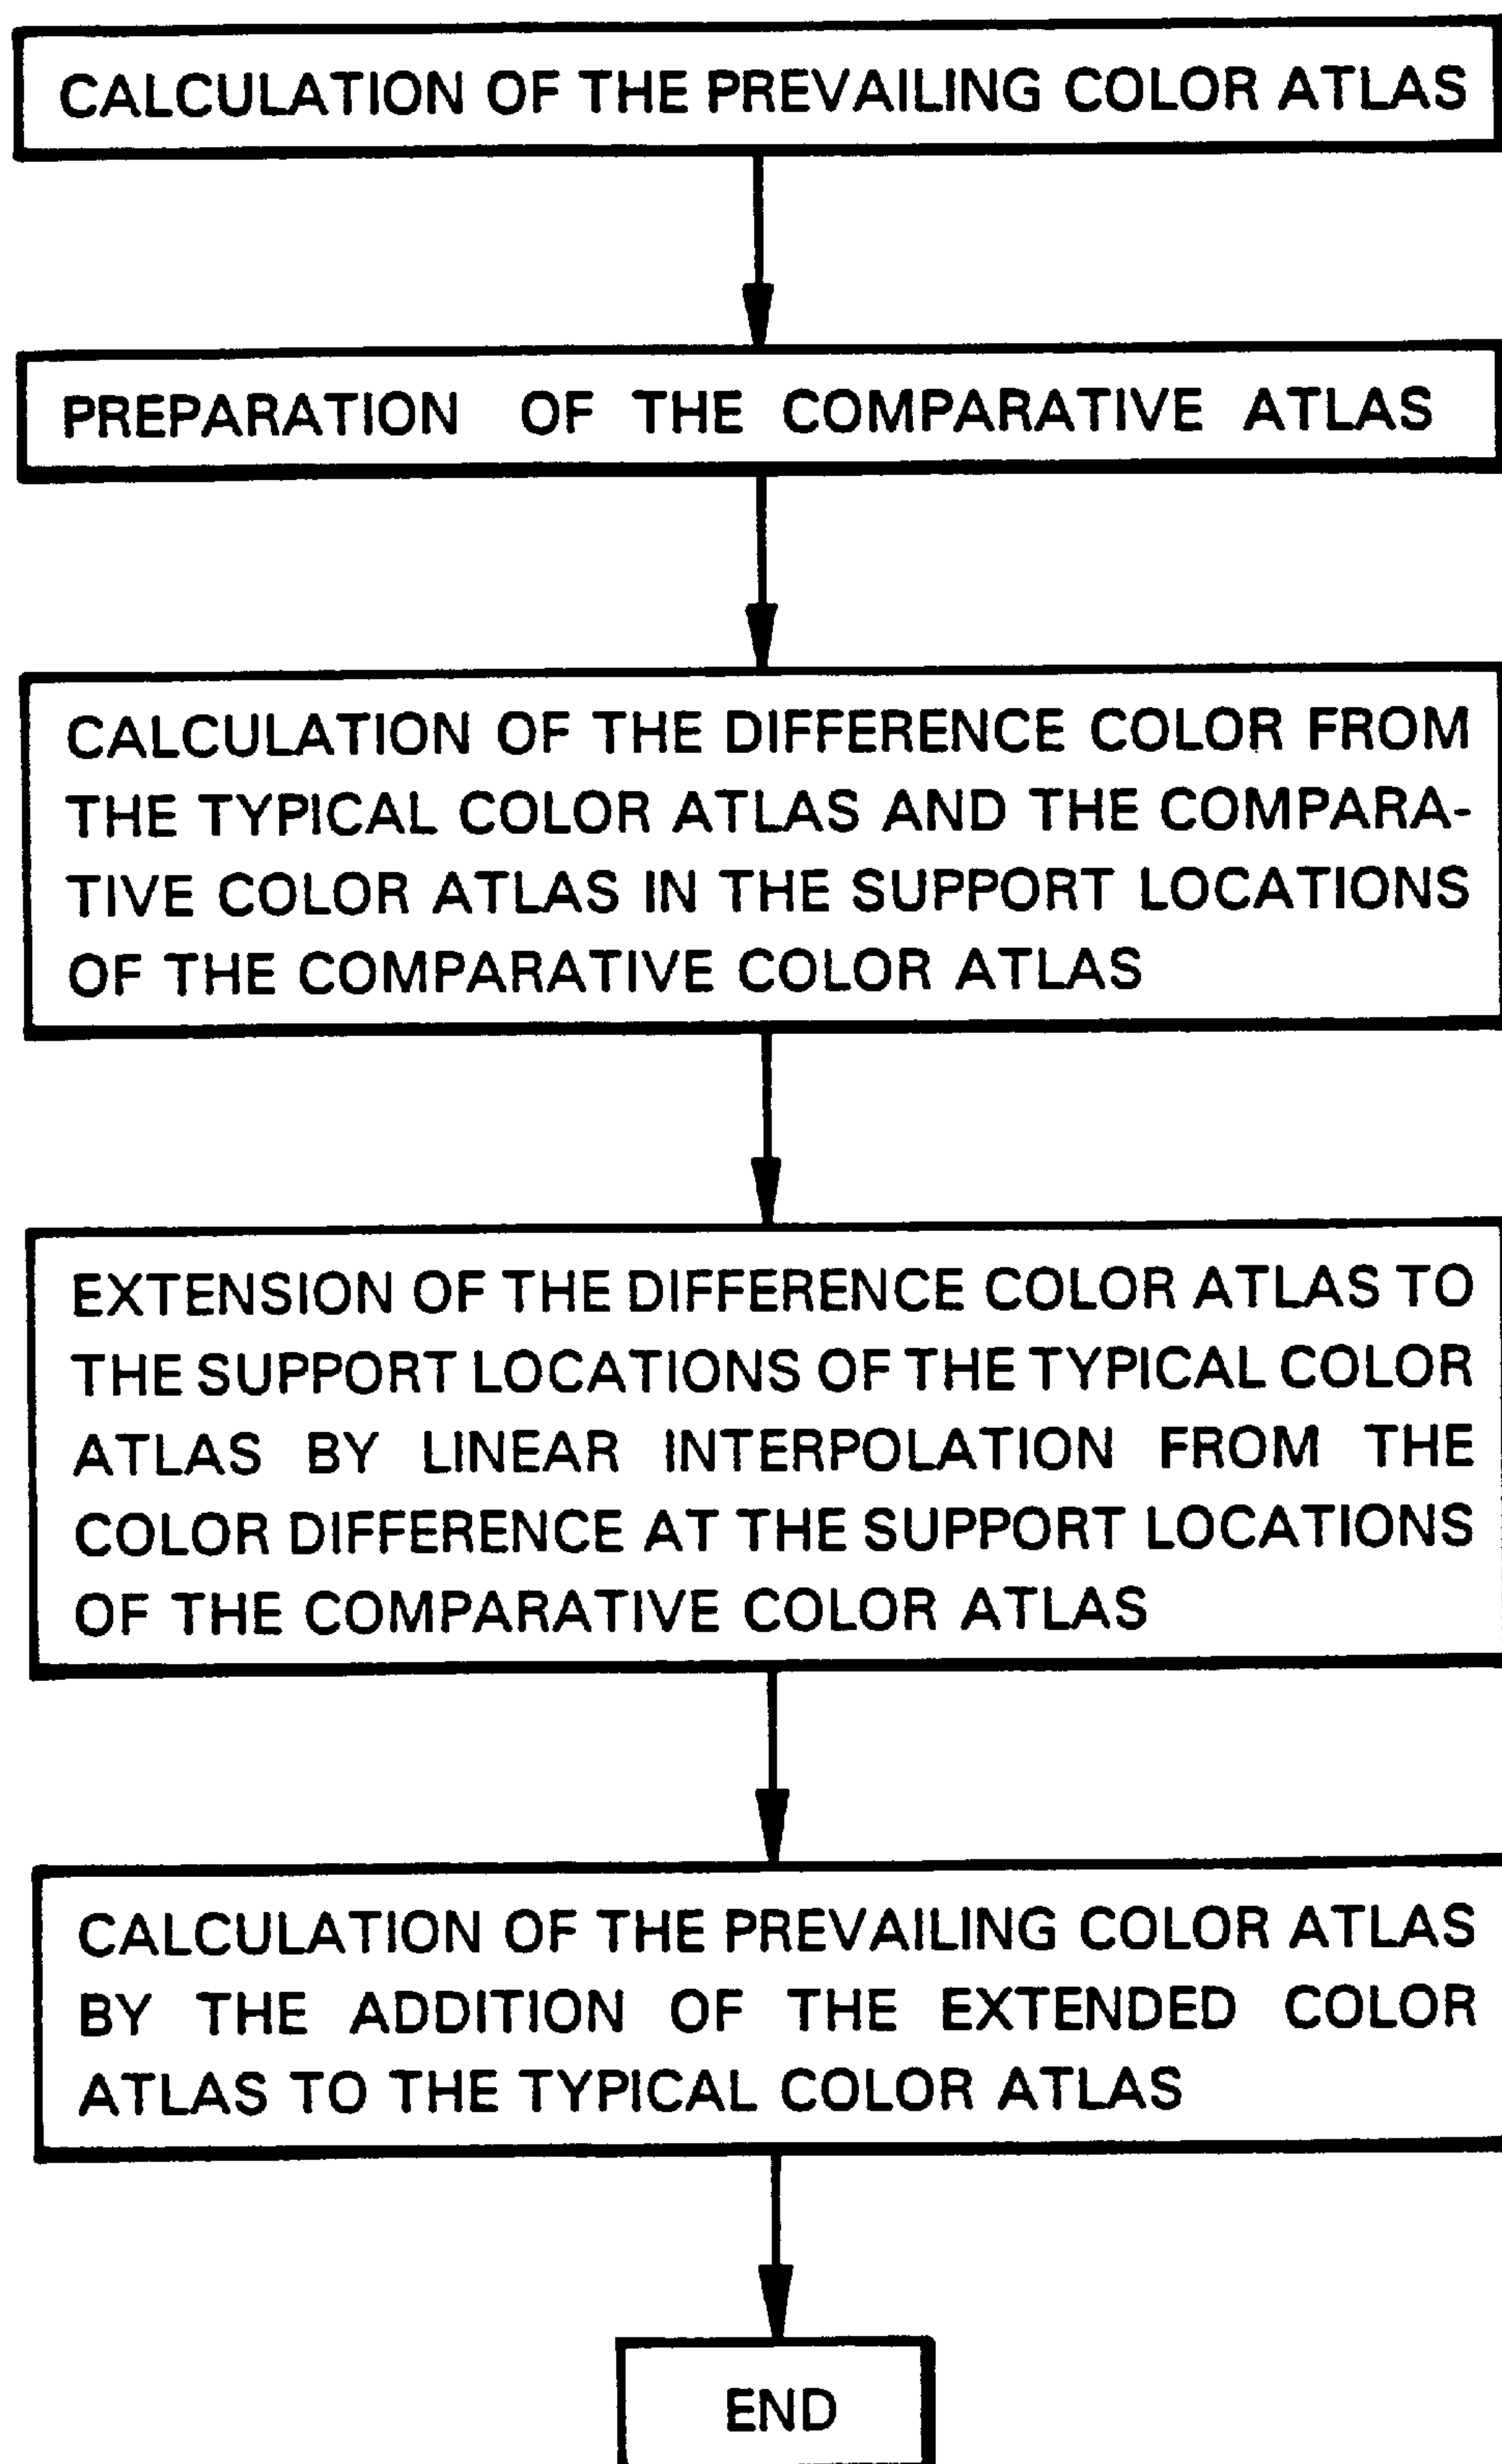 CALCULATION OF THE PREVAILING COLOR ATLAS
PREPARATION OF THE COMPARATIVE ATLAS
CALCULATION OF THE DIFFERENCE COLOR FROM
THE TYPICAL COLOR ATLAS AND THE COMPARA-
TIVE COLOR ATLAS IN THE SUPPORT LOCATIONS
OF THE COMPARATIVE COLOR ATLAS
EXTENSION OF THE DIFFERENCE COLOR ATLAS TO
THE SUPPORT LOCATIONS OF THE TYPICAL COLOR
ATLAS BY LINEAR INTERPOLATION FROM THE
COLOR DIFFERENCE AT THE SUPPORT LOCATIONS
OF THE COMPARATIVE COLOR ATLAS
CALCULATION OF THE PREVAILING COLOR ATLAS
BY THE ADDITION OF THE EXTENDED COLOR
ATLAS TO THE TYPICAL COLOR ATLAS
END